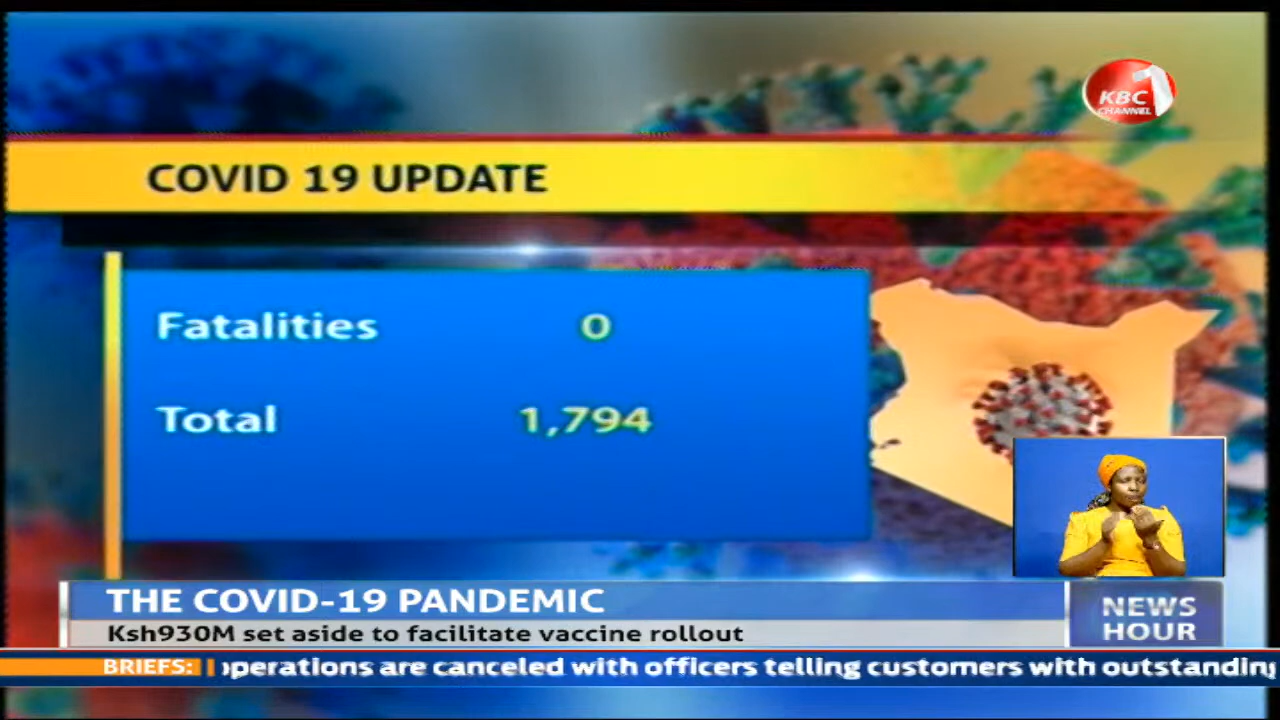 KBC 1
CHANNEL
COVID 19 UPDATE
Fatalities 0
Total 1,794
THE COVID-19 PANDEMIC
Ksh930M set aside to facilitate vaccine rollout
NEWS
HOUR
BRIEFS: operations are canceled with officers telling customers with outstanding